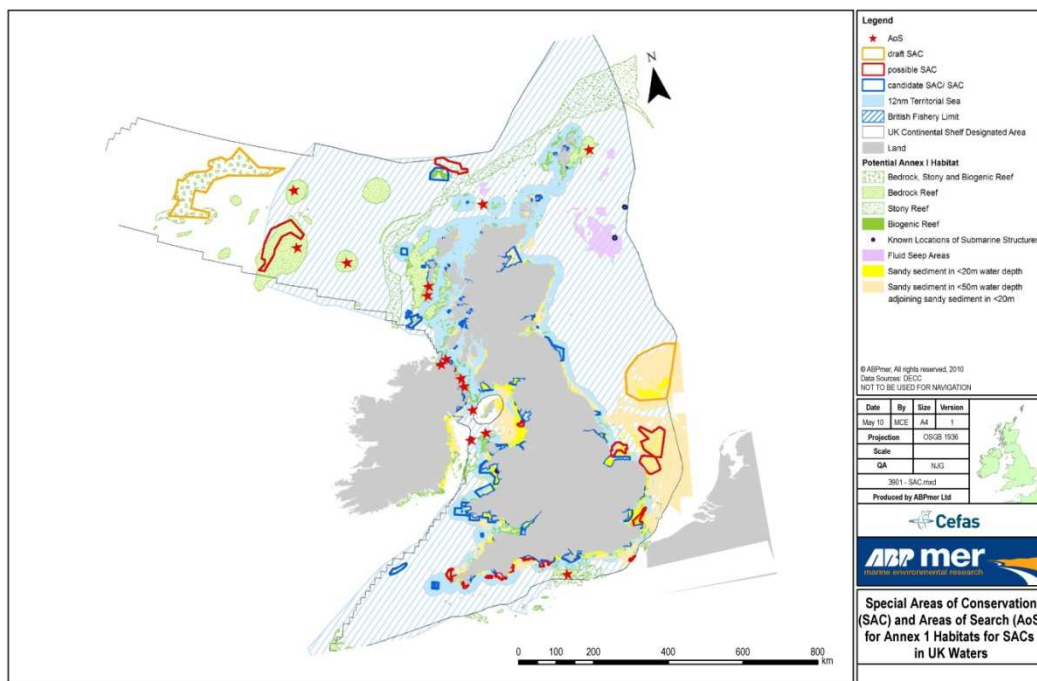 N
0 100 200 400 600 800
km
Legend
AoS
draft SAC
possible SAC
candidate SAC/ SAC
12nm Territorial Sea
British Fishery Limit
UK Continental Shelf Designated Area
Land
Potential Annex I Habitat
Bedrock, Stony and Biogenic Reef
Bedrock Reef
Stony Reef
Biogenic Reef
Known Locations of Submarine Structures
Fluid Seep Areas
Sandy sediment in <20m water depth
Sandy sediment in <50m water depth
adjoining sandy sediment in <20m
© ABPmer, All rights reserved, 2010
Data Sources: DECC
NOT TO BE USED FOR NAVIGATION
Date By Size Version
May 10 MCE A4 1
Projection OSGB 1936
Scale
QA NJG
3901 - SAC.mxd
Produced by ABPmer Ltd
Cefas
ABP mer
marine environmental research
Special Areas of Conservation
(SAC) and Areas of Search (AoS
for Annex 1 Habitats for SACs
in UK Waters